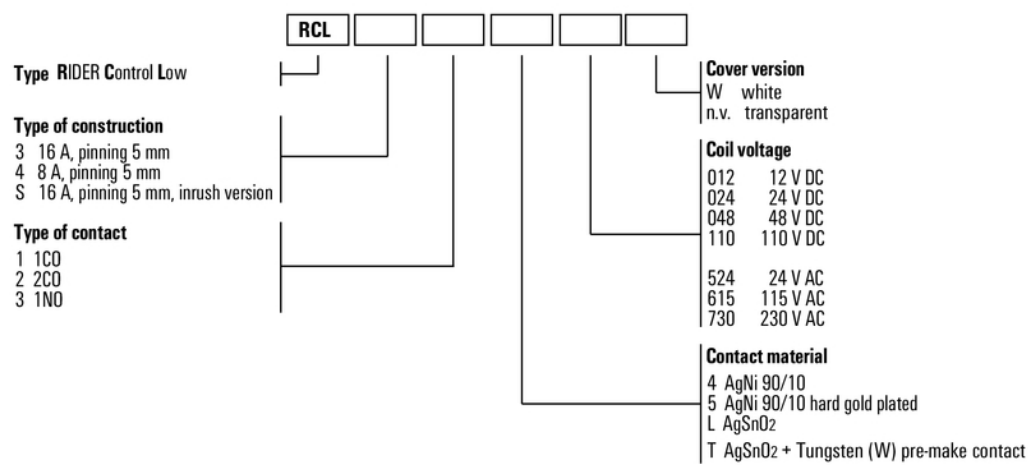 RCL
Type RIDER Control Low
Type of construction
3 16 A, pinning 5 mm
4 8 A, pinning 5 mm
S 16 A, pinning 5 mm, inrush version
Type of contact
1 1CO
2 2CO
3 1NO
Cover version
W white
n.v. transparent
Coil voltage
012 12 V DC
024 24 V DC
048 48 V DC
110 110 V DC
524 24 V AC
615 115 V AC
730 230 V AC
Contact material
4 AgNi 90/10
5 AgNi 90/10 hard gold plated
L AgSnO2
T AgSnO2 + Tungsten (W) pre-make contact